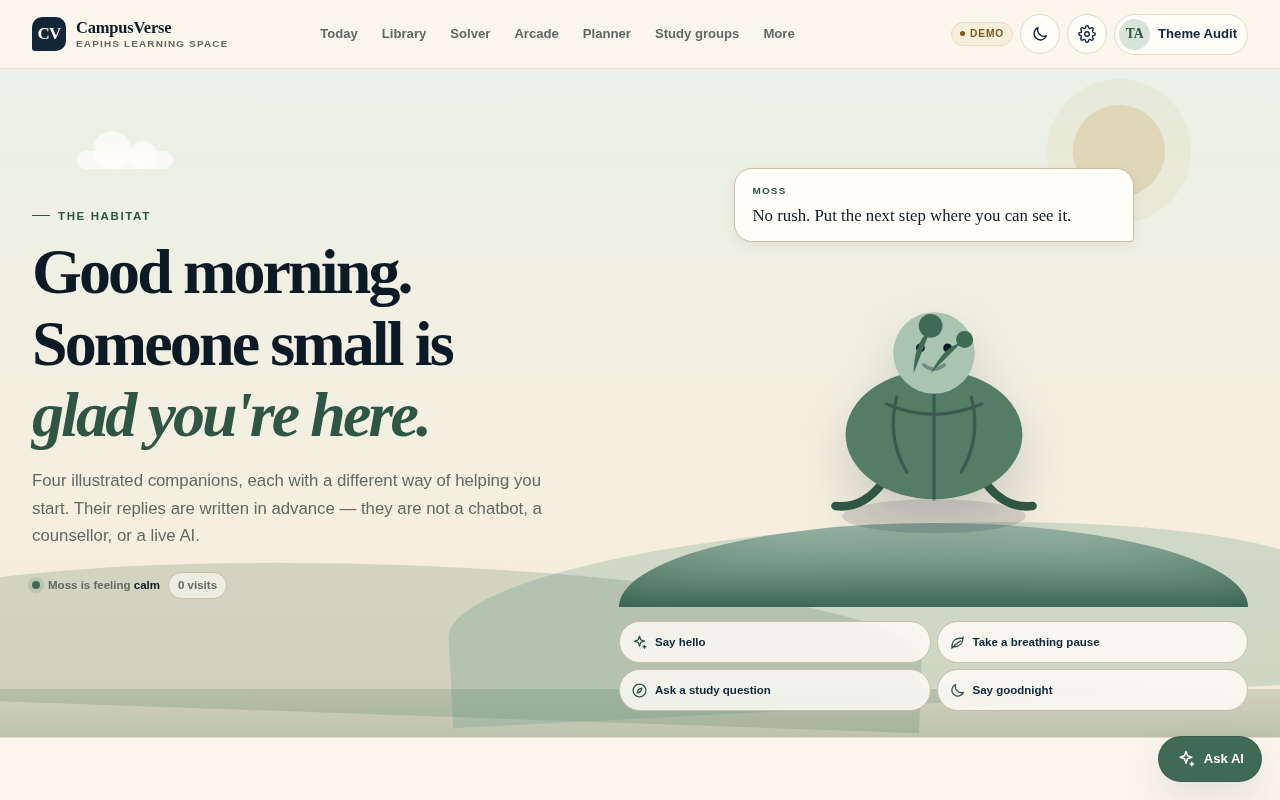 CV
CampusVerse
EAPIHS LEARNING SPACE
Today
Library
Solver
Arcade
Planner
Study groups
More
DEMO
TA
Theme Audit
THE HABITAT
Good morning.
Someone small is
glad you're here.
Four illustrated companions, each with a different way of helping you
start. Their replies are written in advance — they are not a chatbot, a
counsellor, or a live AI.
Moss is feeling calm
0 visits
MOSS
No rush. Put the next step where you can see it.
Say hello
Take a breathing pause
Ask a study question
Say goodnight
Ask AI